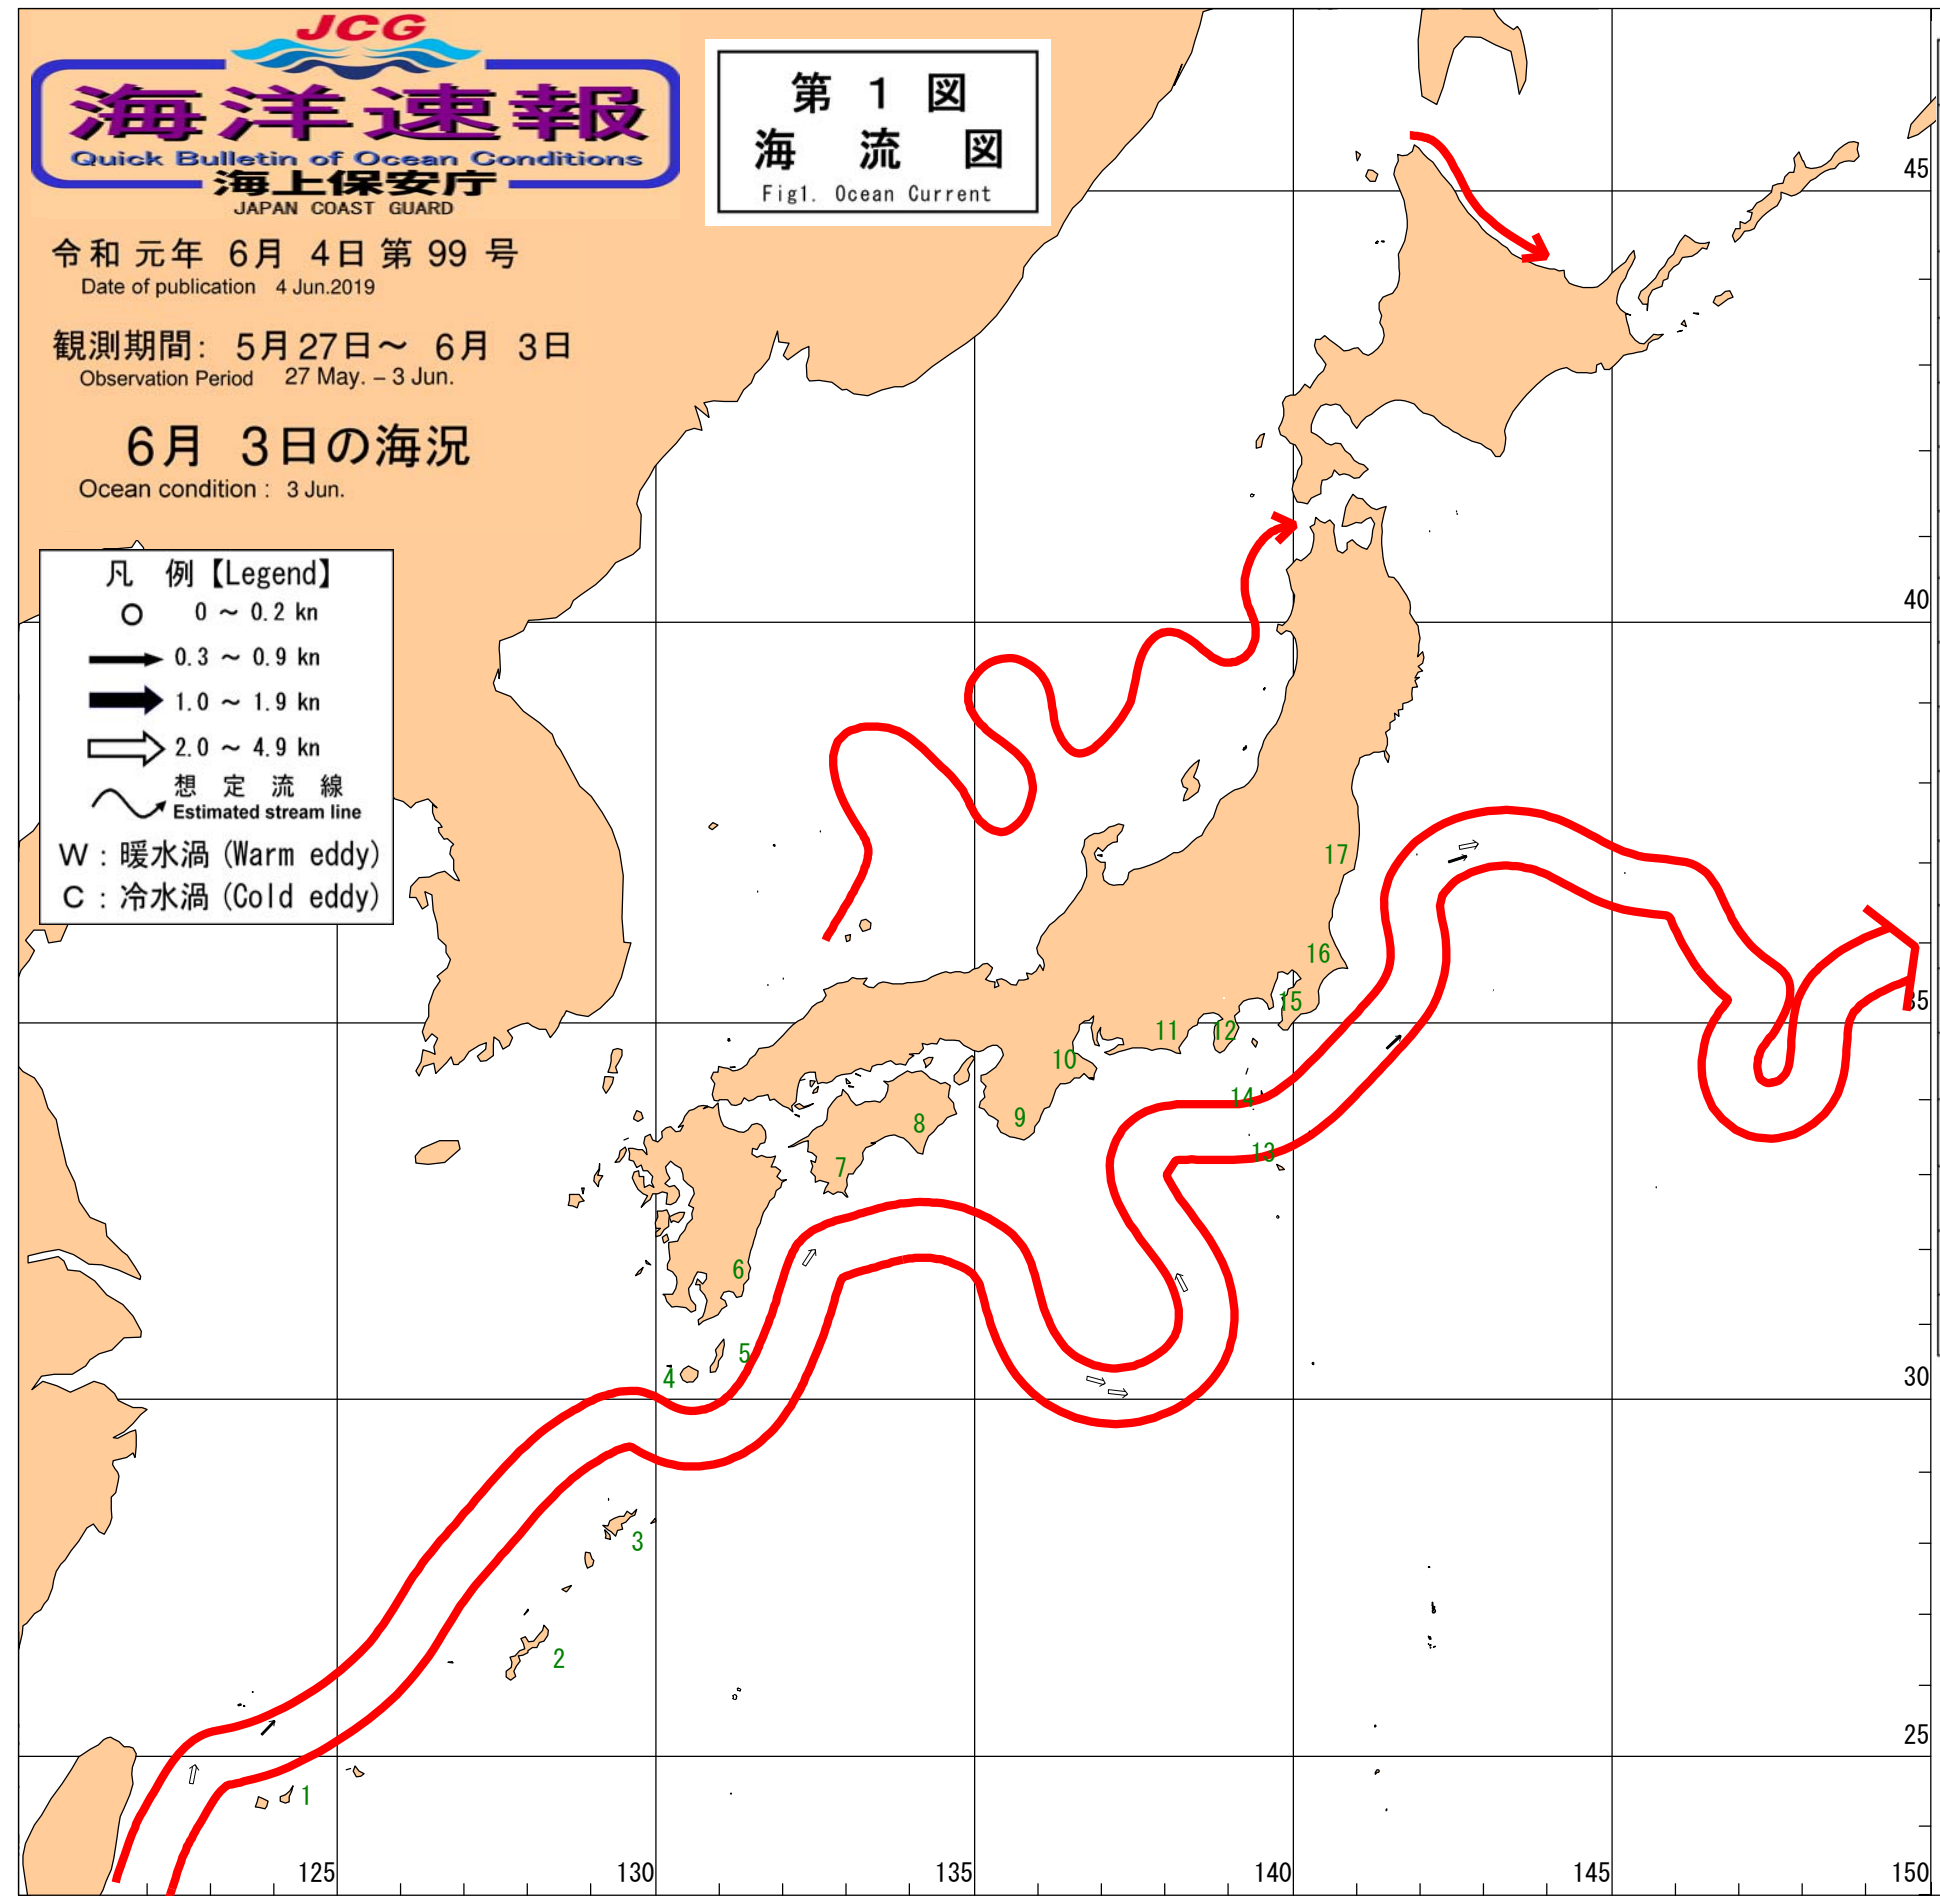 JCG
海洋速報
Quick Bulletin of Ocean Conditions
海上保安庁
JAPAN COAST GUARD
第 1 図
海 流 図
Fig1. Ocean Current
令和 元年 6月 4日 第 99 号
Date of publication 4 Jun.2019
観測期間: 5月27日～ 6月 3日
Observation Period 27 May. – 3 Jun.
6月 3日の海況
Ocean condition : 3 Jun.
凡 例【Legend】
0 ～ 0.2 kn
0.3 ～ 0.9 kn
1.0 ～ 1.9 kn
2.0 ～ 4.9 kn
想 定 流 線
Estimated stream line
W : 暖水渦 (Warm eddy)
C : 冷水渦 (Cold eddy)
45
40
17
16
35
15
11
12
10
14
9
8
13
7
6
5
4
30
3
2
25
1
125
130
135
140
145
150